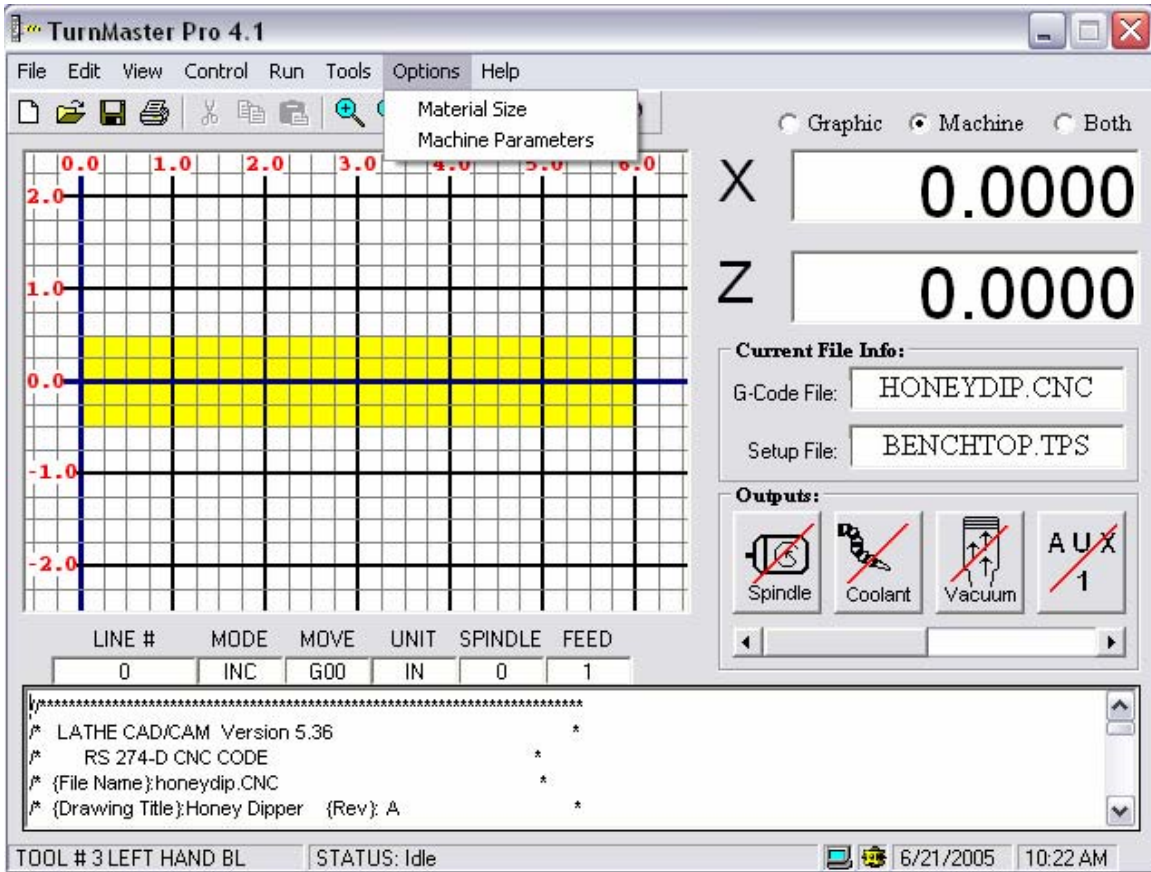 TurnMaster Pro 4.1
File Edit View Control Run Tools Options Help
Material Size
Machine Parameters
Graphic Machine Both
0.0 1.0 2.0 3.0 4.0 5.0 6.0
2.0
1.0
0.0
-1.0
-2.0
X 0.0000
Z 0.0000
Current File Info:
G-Code File: HONEYDIP.CNC
Setup File: BENCHTOP.TPS
Outputs:
Spindle Coolant Vacuum AUX 1
LINE # MODE MOVE UNIT SPINDLE FEED
0 INC G00 IN 0 1
/******************************************************************************
/* LATHE CAD/CAM Version 5.36 *
/* RS 274-D CNC CODE *
/* {File Name}:honeydip.CNC *
/* {Drawing Title}:Honey Dipper {Rev}: A *
TOOL # 3 LEFT HAND BL STATUS: Idle 6/21/2005 10:22 AM